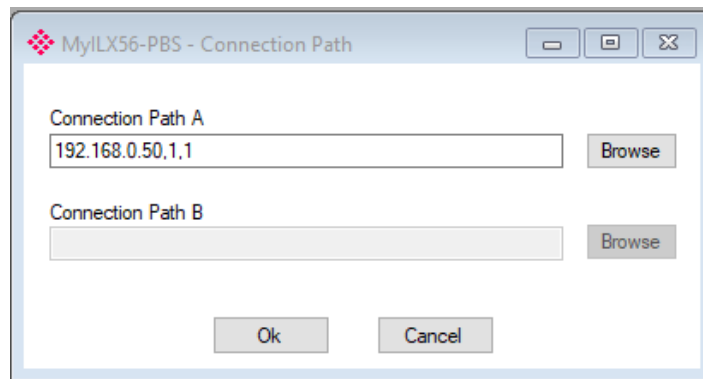 MyILX56-PBS - Connection Path
Connection Path A
192.168.0.50,1,1
Browse
Connection Path B
Browse
Ok
Cancel